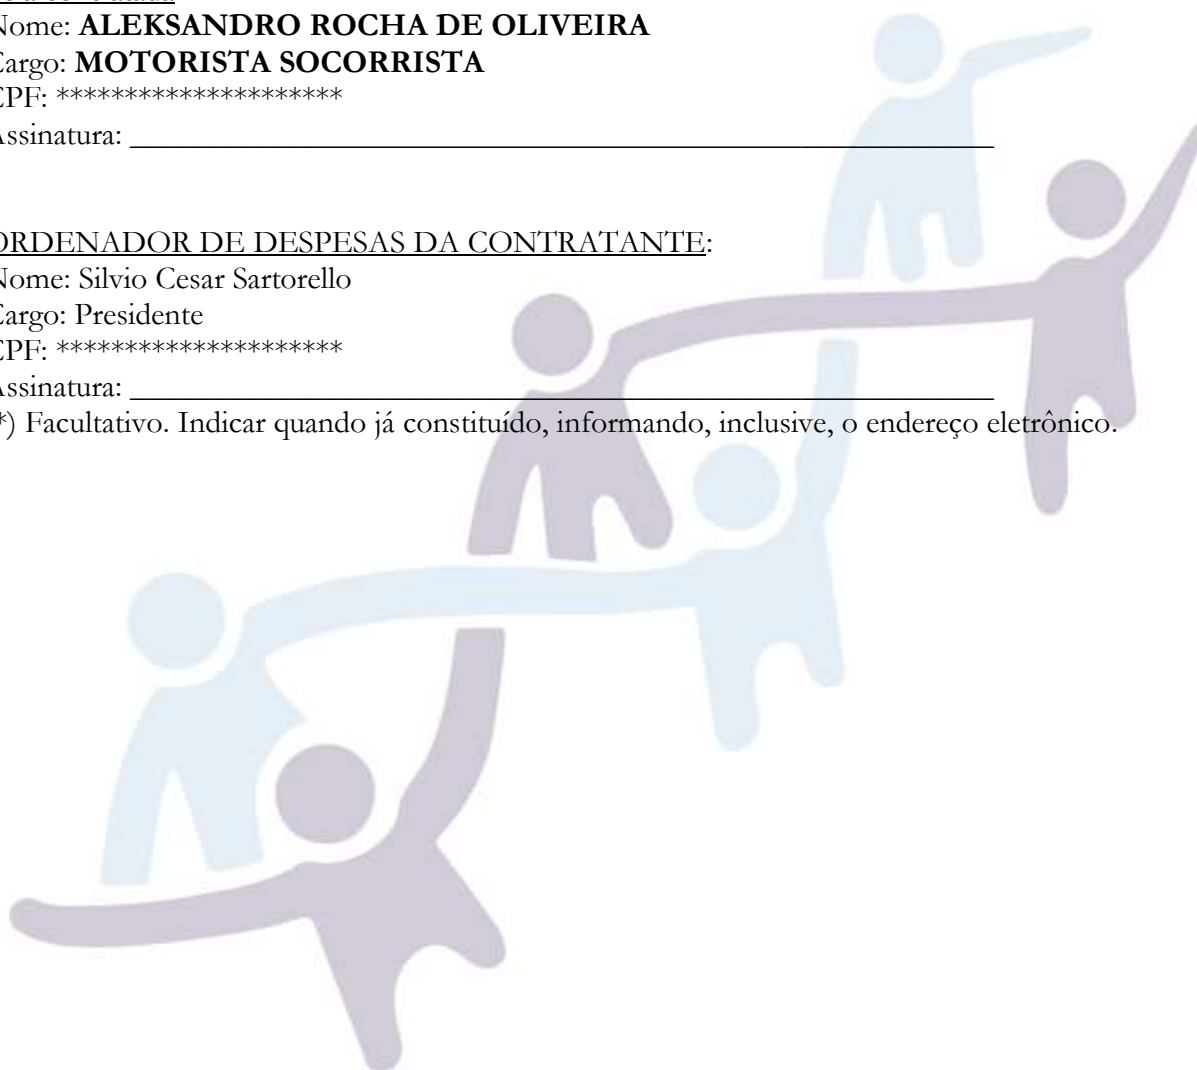 Nome: ALEKSANDRO ROCHA DE OLIVEIRA
Cargo: MOTORISTA SOCORRISTA
CPF: *********************
Assinatura: ____________________________________________________________
ORDENADOR DE DESPESAS DA CONTRATANTE:
Nome: Silvio Cesar Sartorello
Cargo: Presidente
CPF: *********************
Assinatura: ____________________________________________________________
*) Facultativo. Indicar quando já constituído, informando, inclusive, o endereço eletrônico.